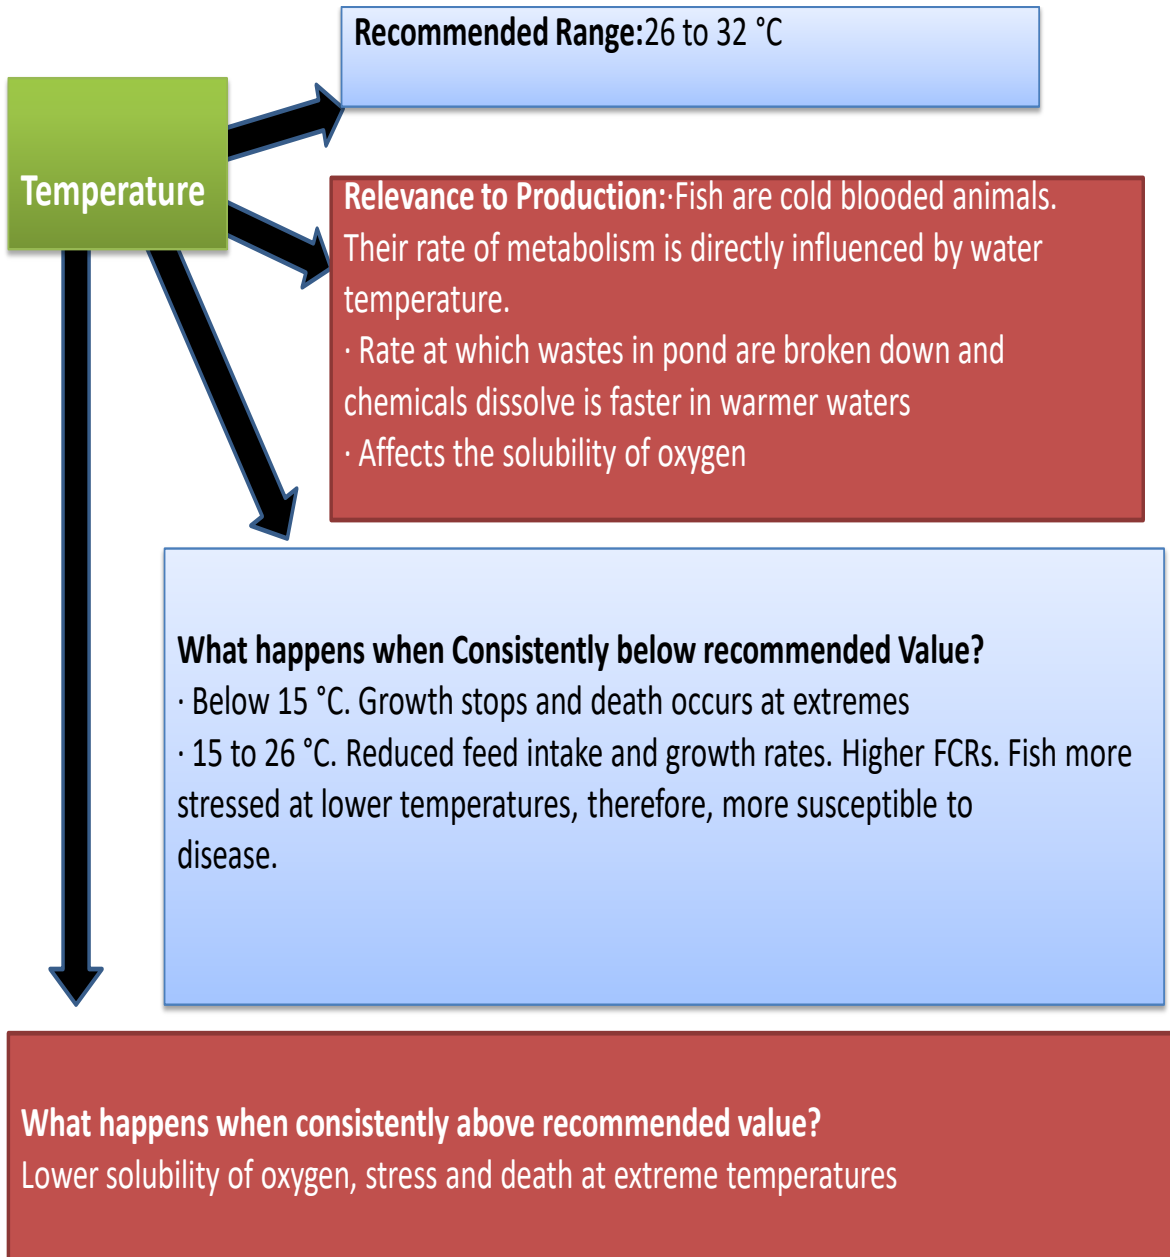 Recommended Range:26 to 32 °C
Temperature
Relevance to Production:·Fish are cold blooded animals.
Their rate of metabolism is directly influenced by water
temperature.
· Rate at which wastes in pond are broken down and
chemicals dissolve is faster in warmer waters
· Affects the solubility of oxygen
What happens when Consistently below recommended Value?
· Below 15 °C. Growth stops and death occurs at extremes
· 15 to 26 °C. Reduced feed intake and growth rates. Higher FCRs. Fish more
stressed at lower temperatures, therefore, more susceptible to
disease.
What happens when consistently above recommended value?
Lower solubility of oxygen, stress and death at extreme temperatures